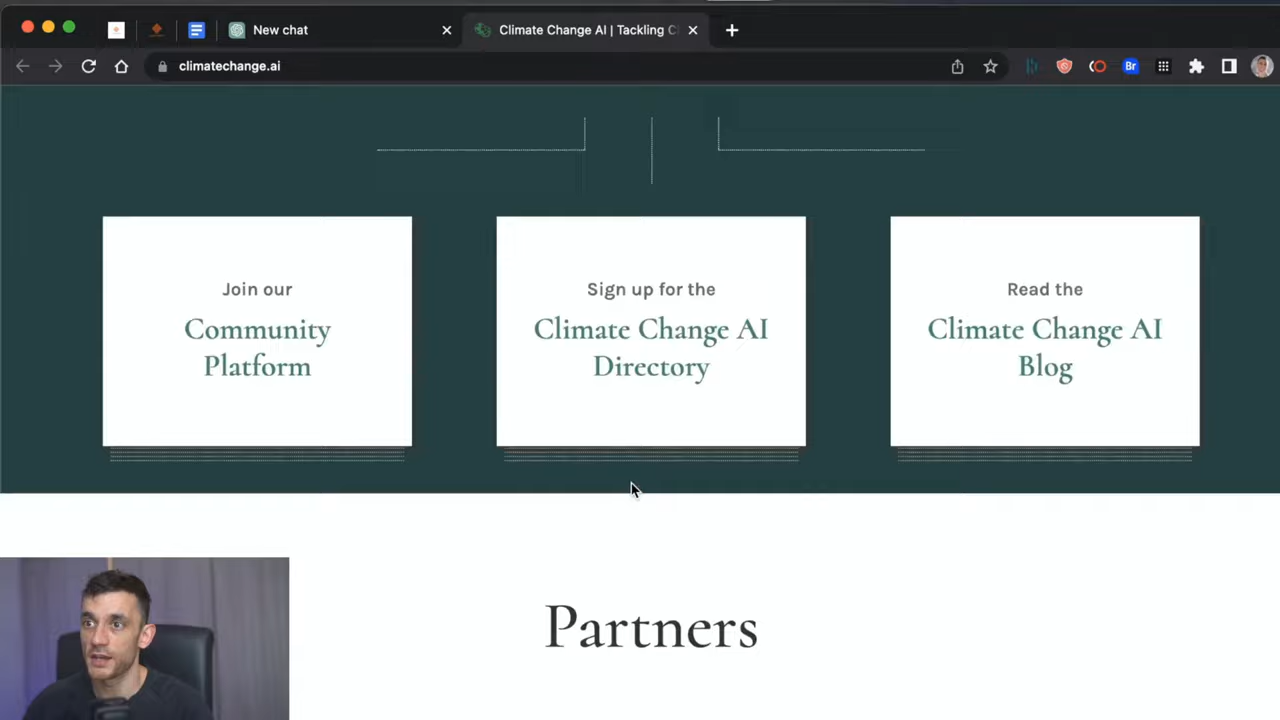 New chat
Climate Change AI | Tackling C
climatechange.ai
Br
Join our
Community
Platform
Sign up for the
Climate Change AI
Directory
Read the
Climate Change AI
Blog
Partners